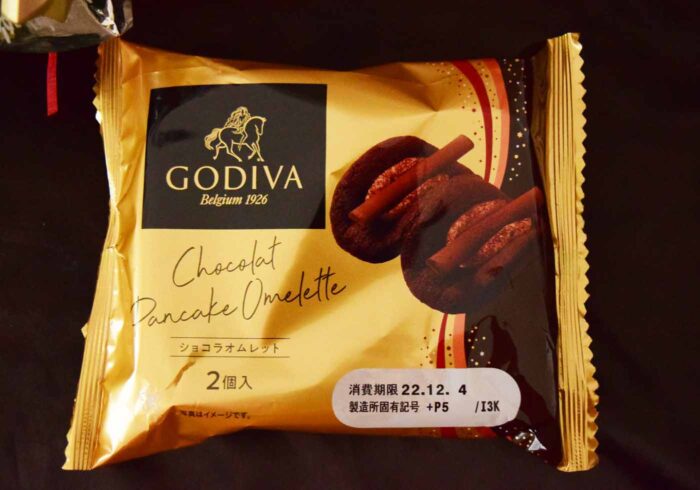 GODIVA
Belgium 1926
Chocolat
Pancake Omelette
ショコラオムレット
2個入
写真はイメージです。
消費期限 22.12. 4
製造所固有記号 +P5 /I3K